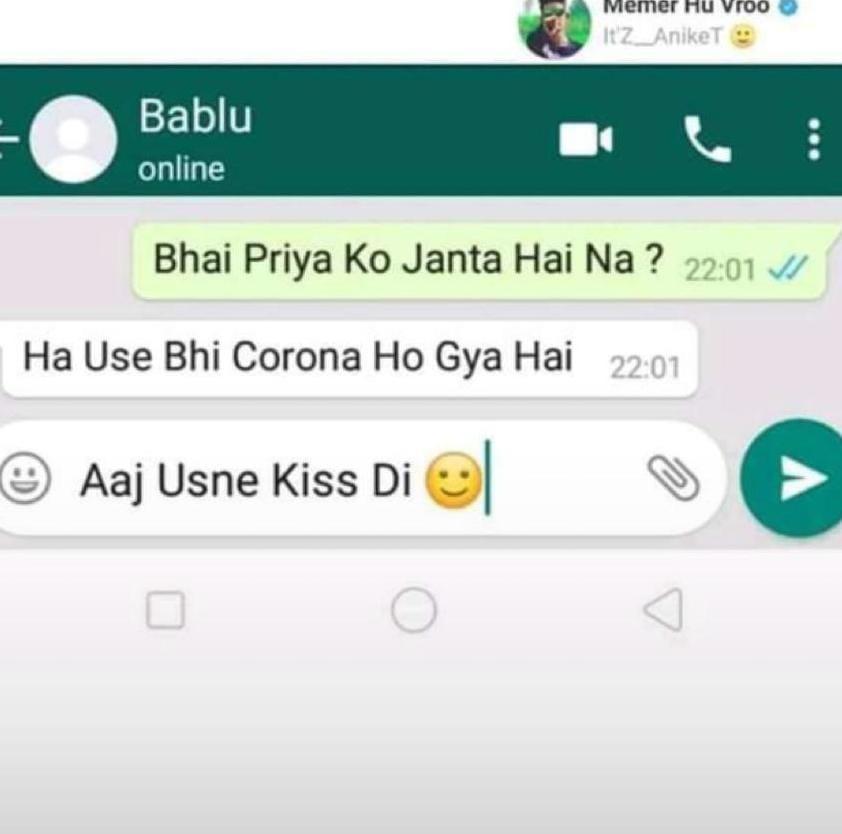 Memer Hu Vroo
It'Z__AnikeT 🙂
Bablu
online
Bhai Priya Ko Janta Hai Na ? 22:01
Ha Use Bhi Corona Ho Gya Hai 22:01
Aaj Usne Kiss Di 🙂